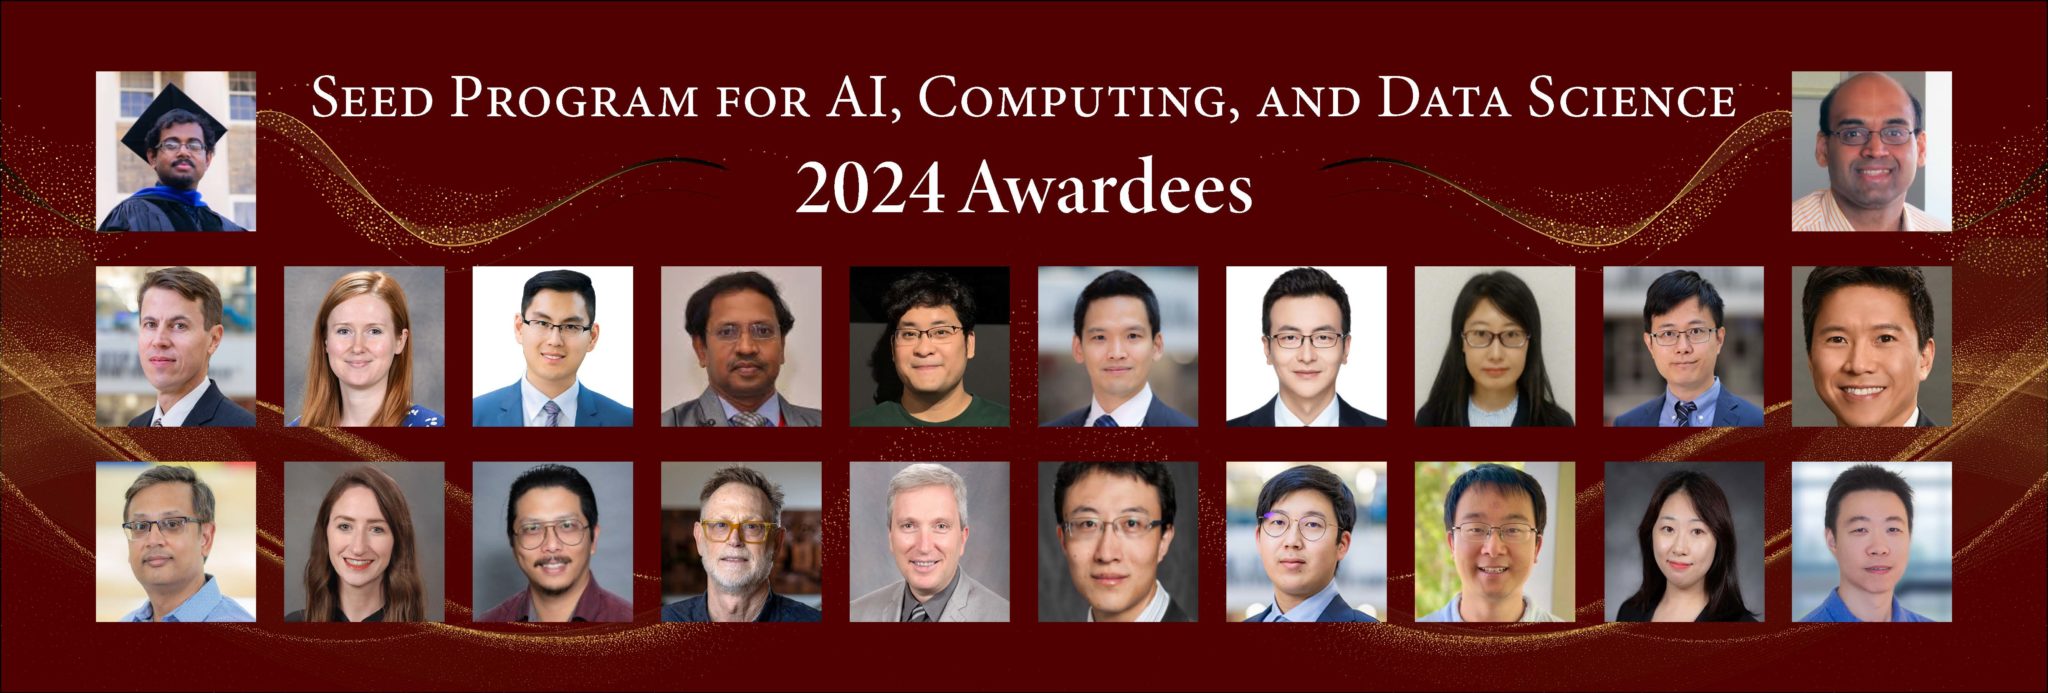 Seed Program for AI, Computing, and Data Science
2024 Awardees